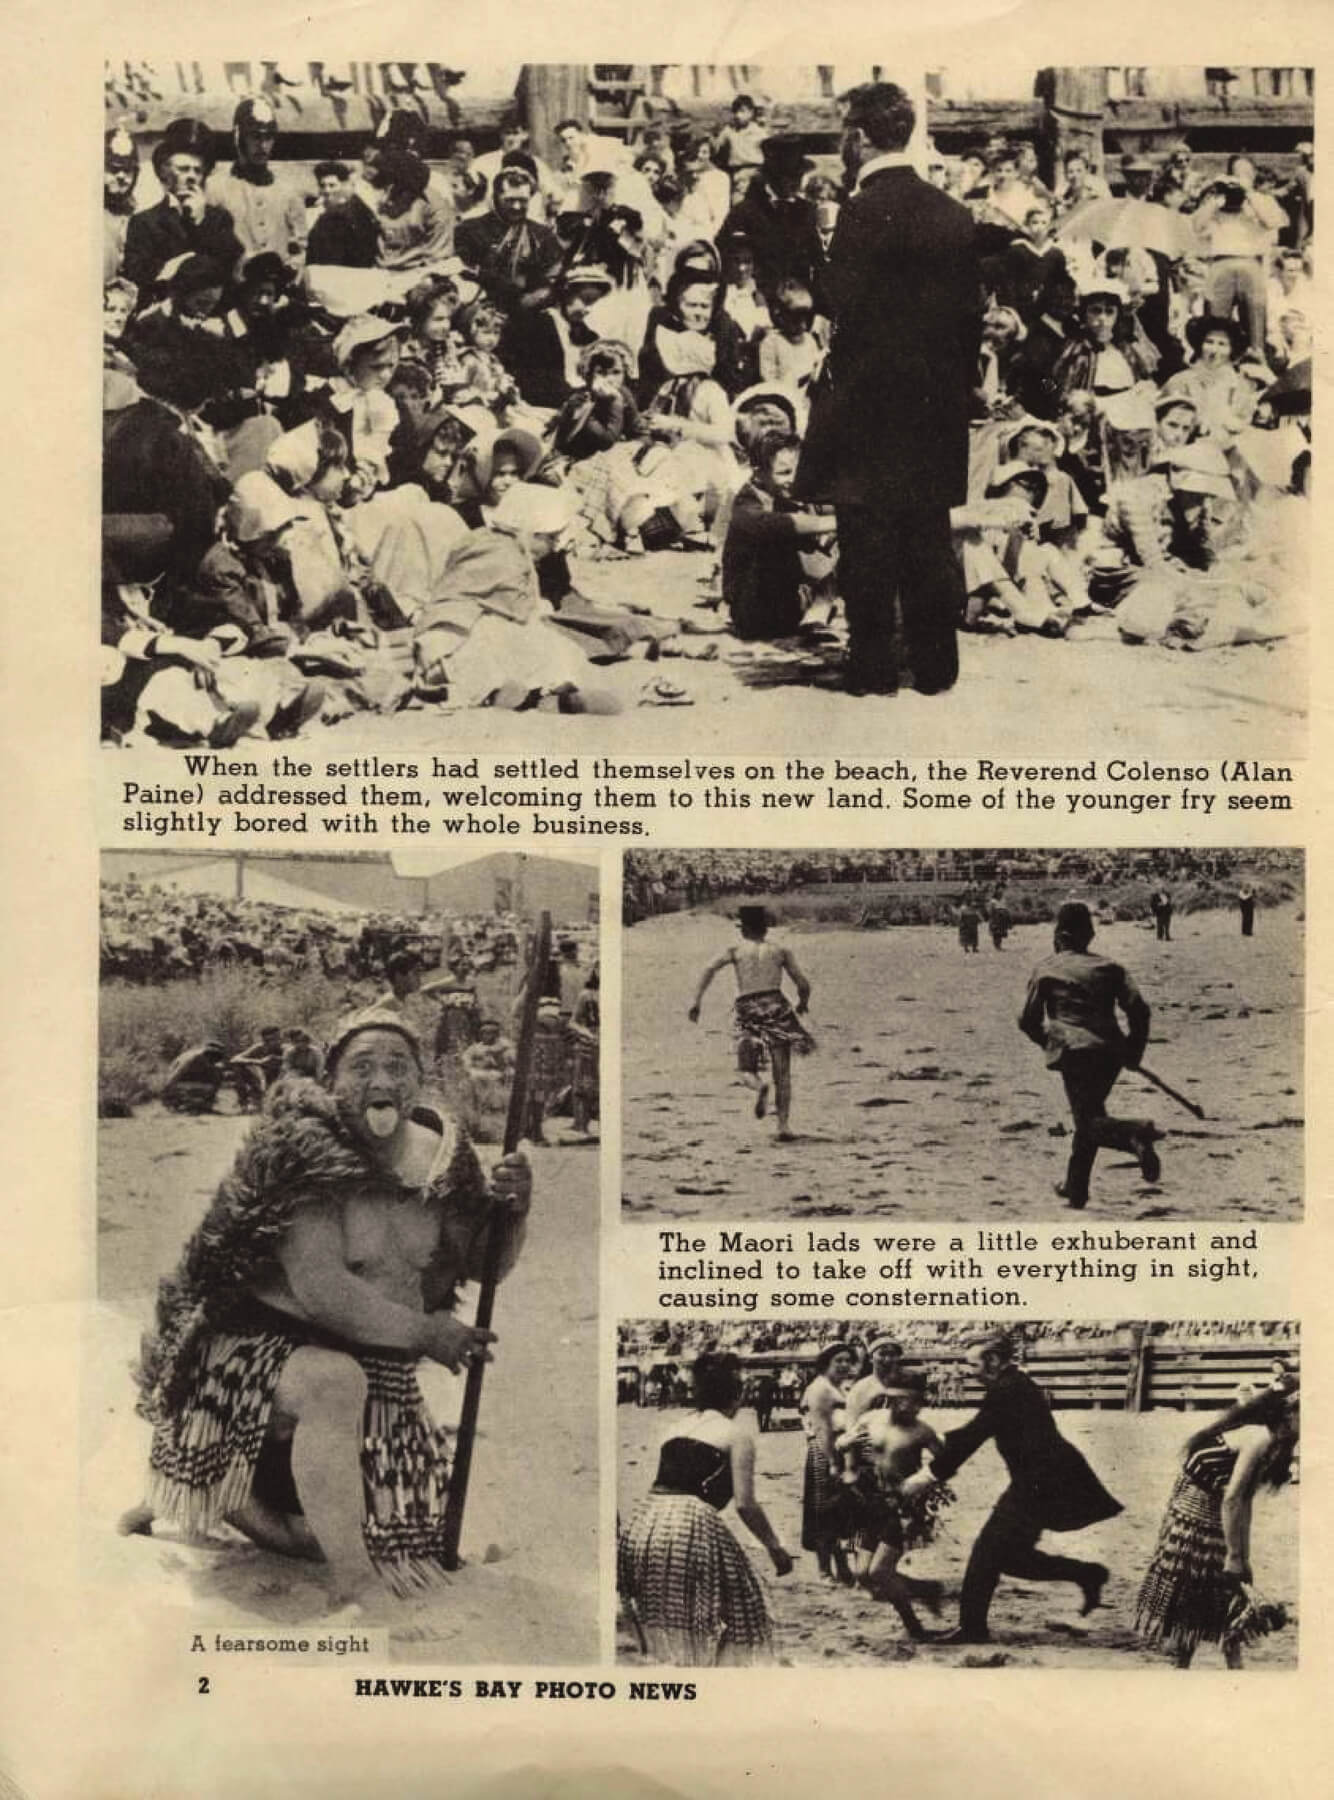 When the settlers had settled themselves on the beach, the Reverend Colenso (Alan
Paine) addressed them, welcoming them to this new land. Some of the younger fry seem
slightly bored with the whole business.
The Maori lads were a little exhuberant and
inclined to take off with everything in sight,
causing some consternation.
A fearsome sight
2 HAWKE'S BAY PHOTO NEWS